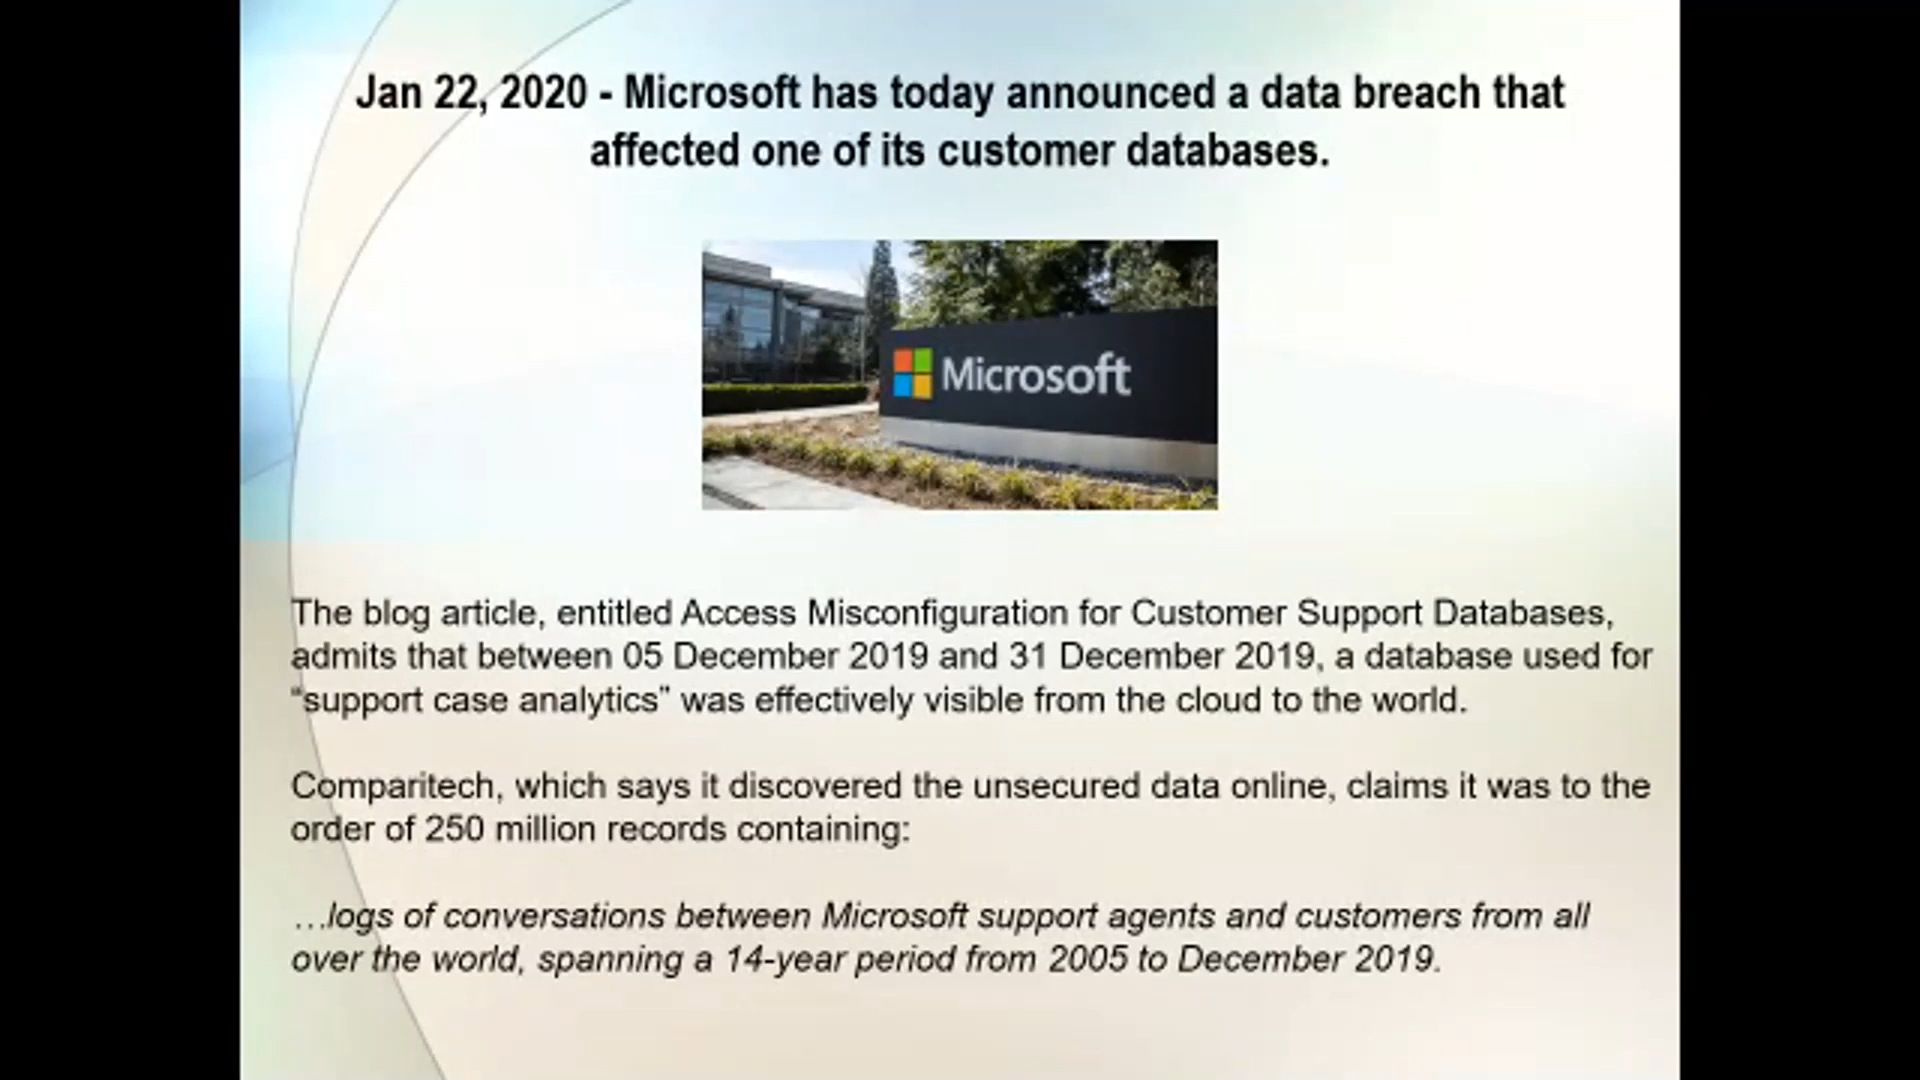 Jan 22, 2020 - Microsoft has today announced a data breach that
affected one of its customer databases.
Microsoft
The blog article, entitled Access Misconfiguration for Customer Support Databases,
admits that between 05 December 2019 and 31 December 2019, a database used for
“support case analytics” was effectively visible from the cloud to the world.
Comparitech, which says it discovered the unsecured data online, claims it was to the
order of 250 million records containing:
…logs of conversations between Microsoft support agents and customers from all
over the world, spanning a 14-year period from 2005 to December 2019.